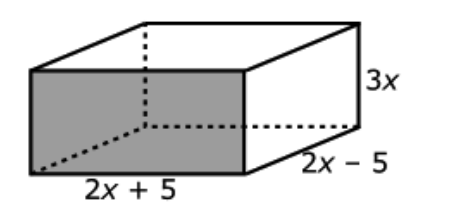 3x
2x – 5
2x + 5